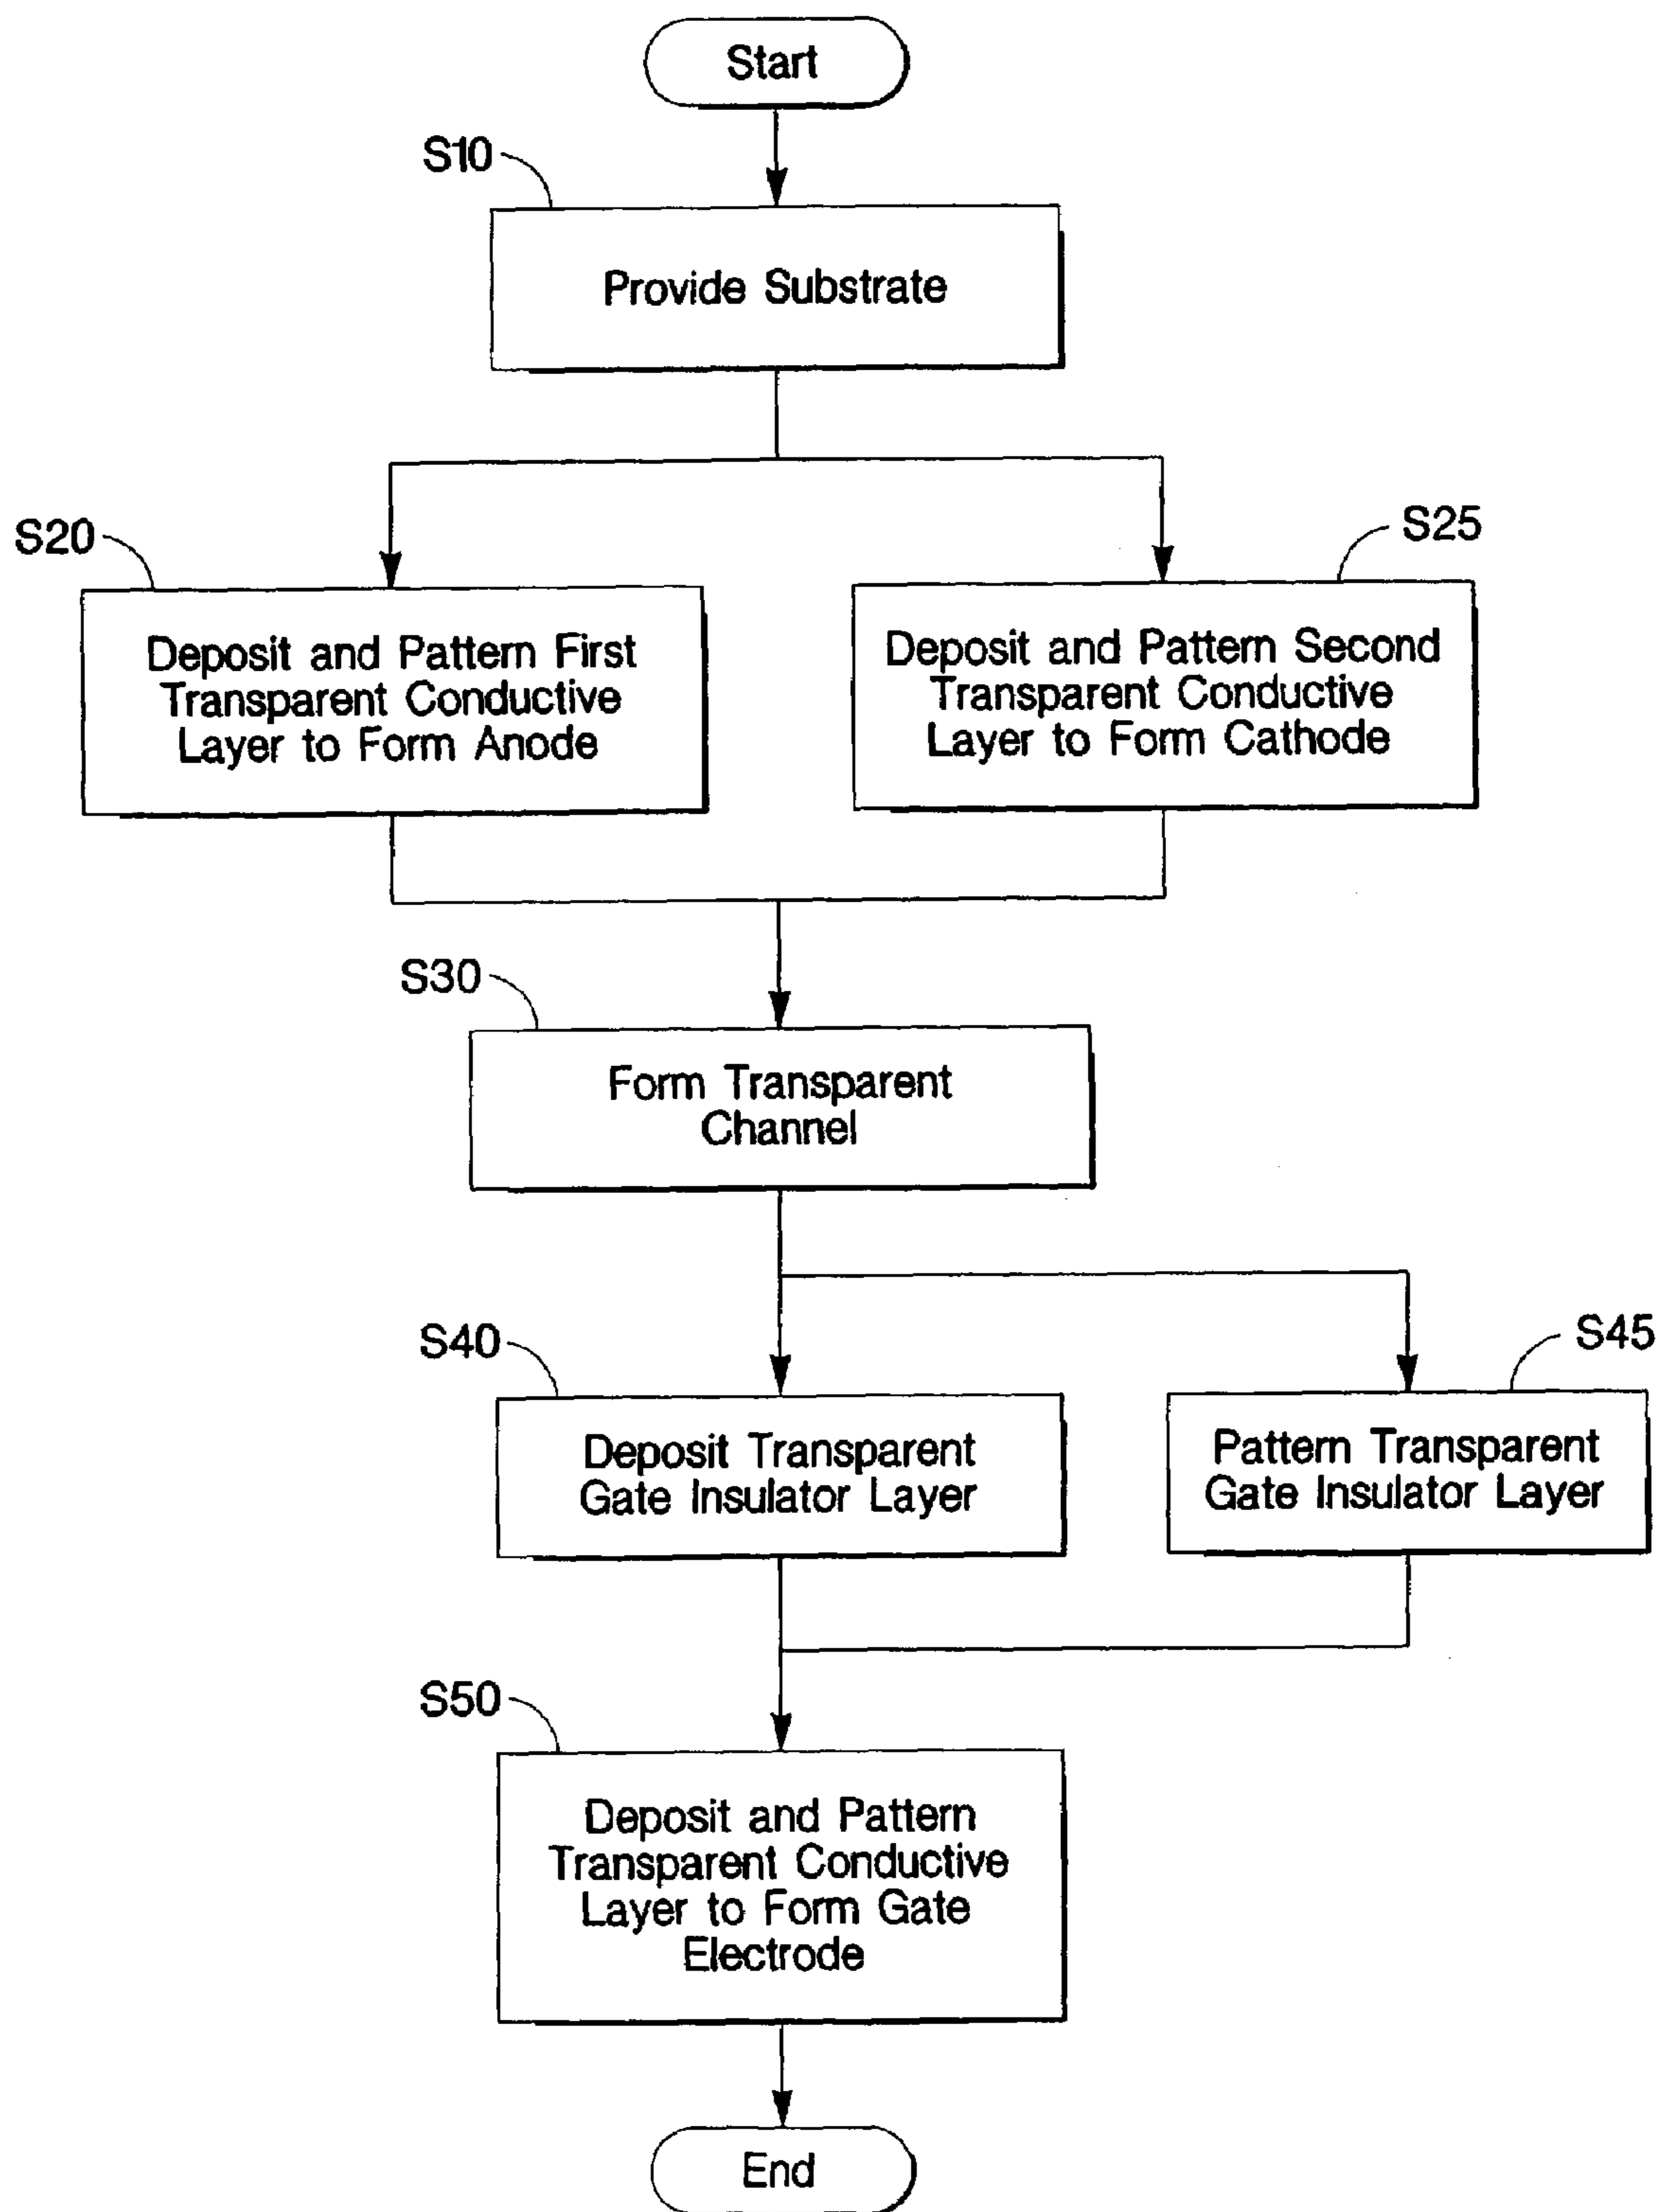 Start
S10
Provide Substrate
S20
S25
Deposit and Pattern First
Transparent Conductive
Layer to Form Anode
Deposit and Pattern Second
Transparent Conductive
Layer to Form Cathode
S30
Form Transparent
Channel
S40
S45
Deposit Transparent
Gate Insulator Layer
Pattern Transparent
Gate Insulator Layer
S50
Deposit and Pattern
Transparent Conductive
Layer to Form Gate
Electrode
End